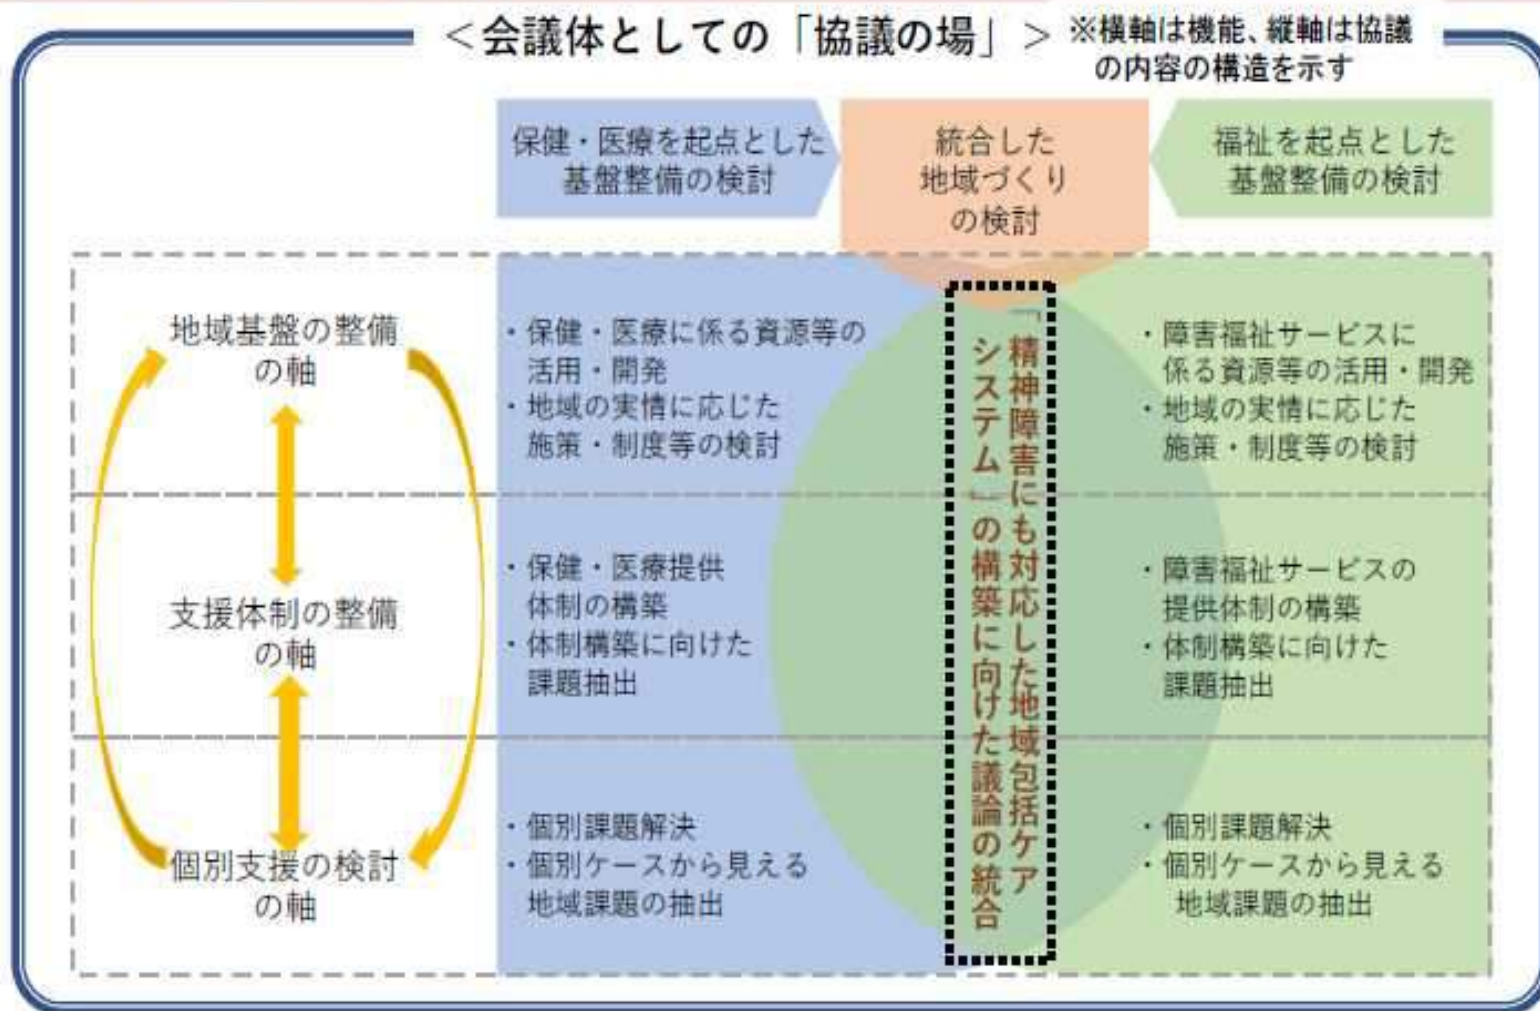 ＜会議体としての「協議の場」＞
※横軸は機能、縦軸は協議
の内容の構造を示す
保健・医療を起点とした
基盤整備の検討
統合した
地域づくり
の検討
福祉を起点とした
基盤整備の検討
地域基盤の整備
の軸
・保健・医療に係る資源等の
活用・開発
・地域の実情に応じた
施策・制度等の検討
・障害福祉サービスに
係る資源等の活用・開発
・地域の実情に応じた
施策・制度等の検討
支援体制の整備
の軸
・保健・医療提供
体制の構築
・体制構築に向けた
課題抽出
・障害福祉サービスの
提供体制の構築
・体制構築に向けた
課題抽出
個別支援の検討
の軸
・個別課題解決
・個別ケースから見える
地域課題の抽出
・個別課題解決
・個別ケースから見える
地域課題の抽出
「精神障害にも対応した地域包括ケア
システム」の構築に向けた議論の統合